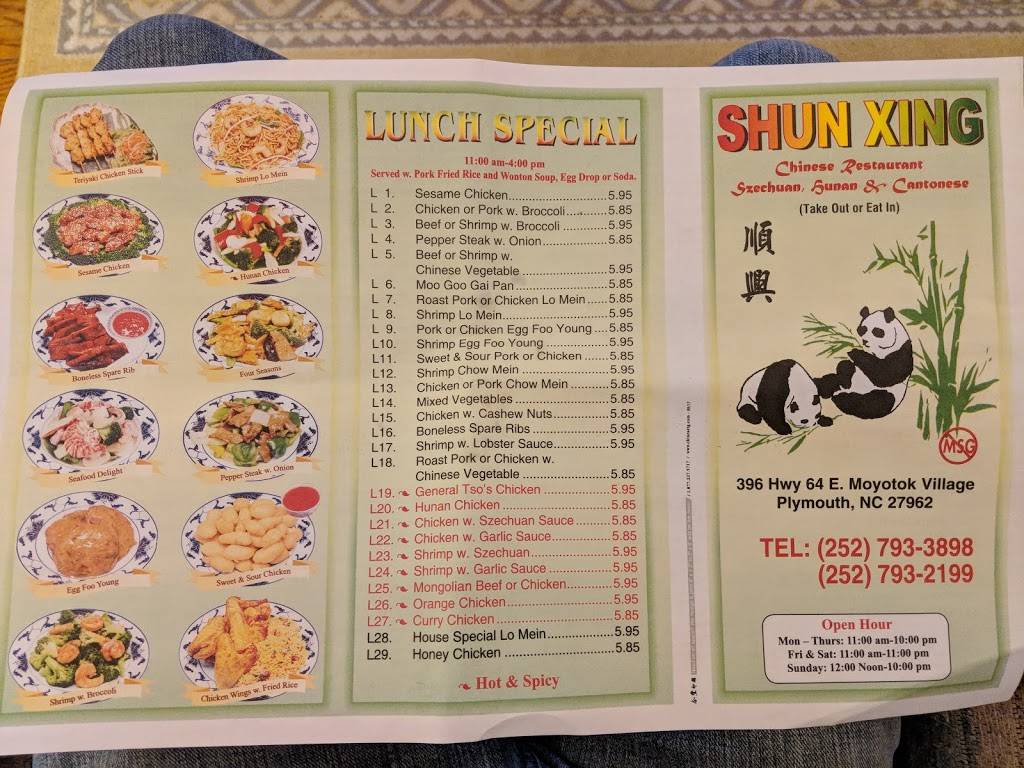 Teriyaki Chicken Stick
Shrimp Lo Mein
Sesame Chicken
Hunan Chicken
Boneless Spare Rib
Four Seasons
Seafood Delight
Pepper Steak w. Onion
Egg Foo Young
Sweet & Sour Chicken
Shrimp w. Broccoli
Chicken Wings w. Fried Rice
LUNCH SPECIAL
11:00 am-4:00 pm
Served w. Pork Fried Rice and Wonton Soup, Egg Drop or Soda.
L 1. Sesame Chicken 5.95
L 2. Chicken or Pork w. Broccoli 5.85
L 3. Beef or Shrimp w. Broccoli 5.95
L 4. Pepper Steak w. Onion 5.85
L 5. Beef or Shrimp w.
Chinese Vegetable 5.95
L 6. Moo Goo Gai Pan 5.85
L 7. Roast Pork or Chicken Lo Mein 5.85
L 8. Shrimp Lo Mein 5.95
L 9. Pork or Chicken Egg Foo Young 5.85
L10. Shrimp Egg Foo Young 5.95
L11. Sweet & Sour Pork or Chicken 5.85
L12. Shrimp Chow Mein 5.95
L13. Chicken or Pork Chow Mein 5.85
L14. Mixed Vegetables 5.85
L15. Chicken w. Cashew Nuts 5.85
L16. Boneless Spare Ribs 5.95
L17. Shrimp w. Lobster Sauce 5.95
L18. Roast Pork or Chicken w.
Chinese Vegetable 5.85
L19. General Tso's Chicken 5.95
L20. Hunan Chicken 5.85
L21. Chicken w. Szechuan Sauce 5.85
L22. Chicken w. Garlic Sauce 5.85
L23. Shrimp w. Szechuan 5.95
L24. Shrimp w. Garlic Sauce 5.95
L25. Mongolian Beef or Chicken 5.95
L26. Orange Chicken 5.95
L27. Curry Chicken 5.85
L28. House Special Lo Mein 5.95
L29. Honey Chicken 5.85
Hot & Spicy
SHUN XING
Chinese Restaurant
Szechuan, Hunan & Cantonese
(Take Out or Eat In)
順
興
MSG
396 Hwy 64 E. Moyotok Village
Plymouth, NC 27962
TEL: (252) 793-3898
(252) 793-2199
Open Hour
Mon – Thurs: 11:00 am-10:00 pm
Fri & Sat: 11:00 am-11:00 pm
Sunday: 12:00 Noon-10:00 pm